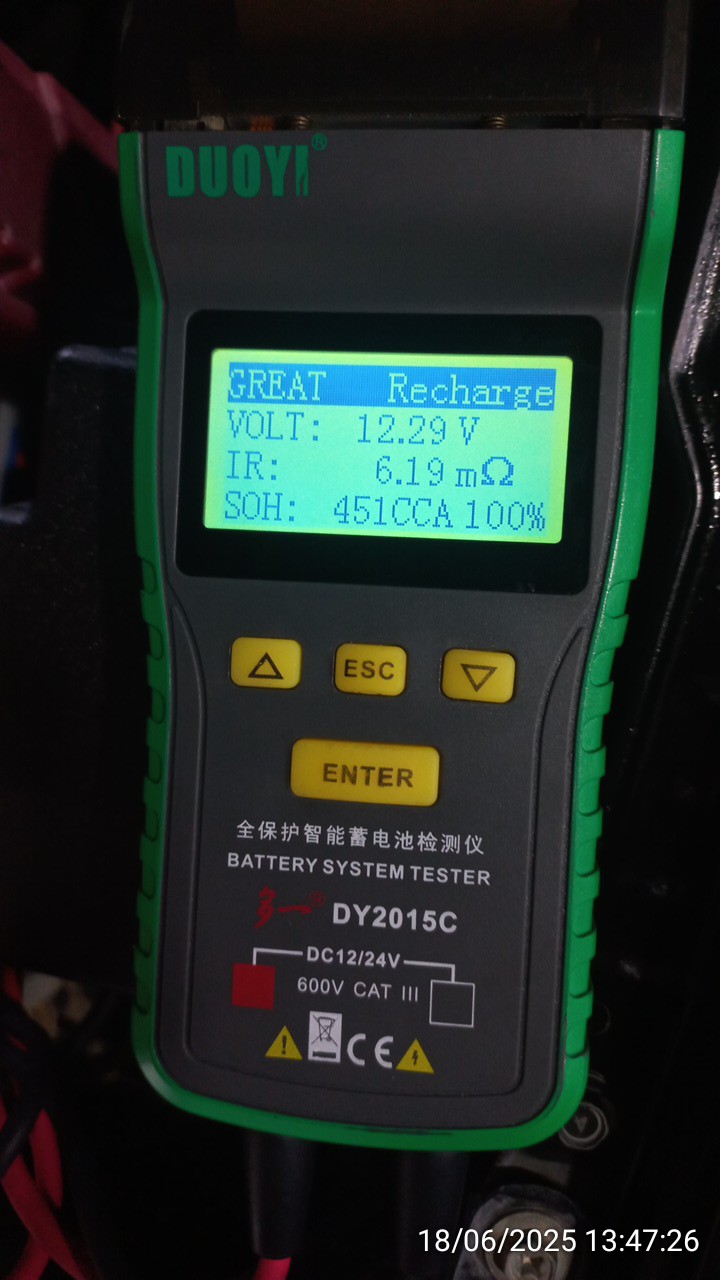 DUOYI®
GREAT Recharge
VOLT: 12.29 V
IR: 6.19 mΩ
SOH: 451CCA 100%
ESC
ENTER
全保护智能蓄电池检测仪
BATTERY SYSTEM TESTER
多一® DY2015C
DC12/24V
600V CAT III
CE
18/06/2025 13:47:26